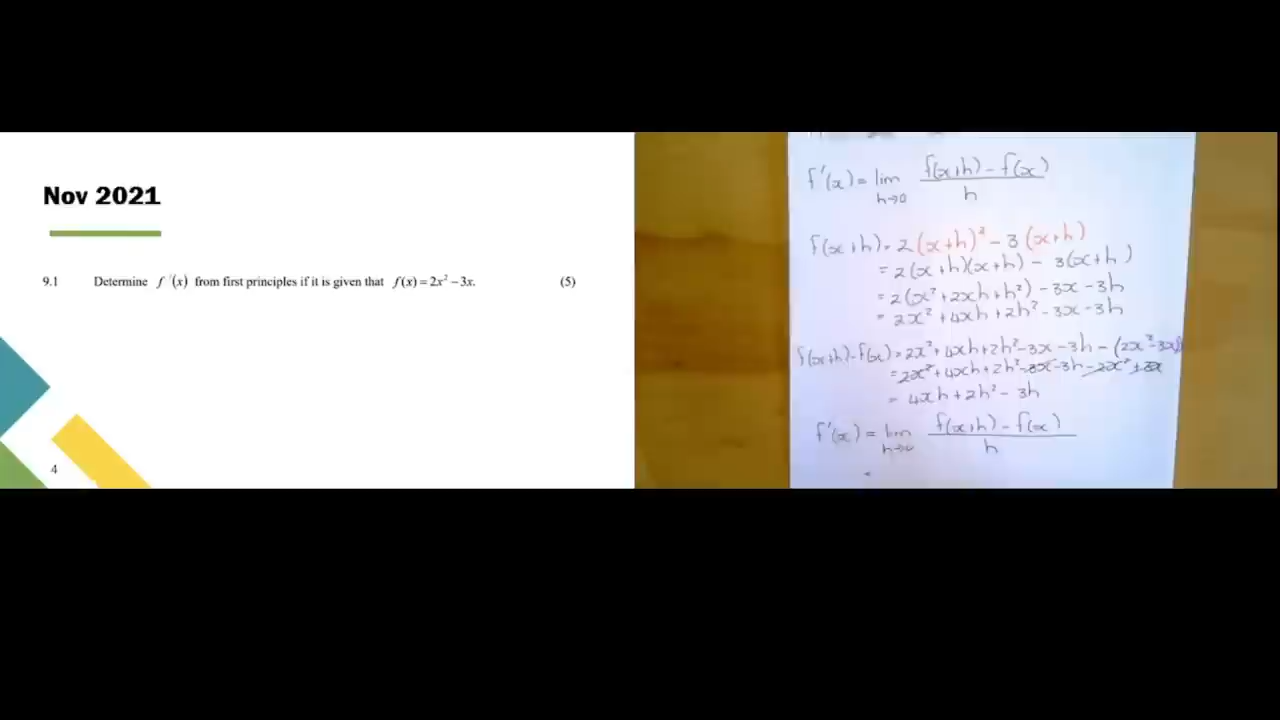 Nov 2021
9.1 Determine f ′(x) from first principles if it is given that f(x) = 2x² − 3x. (5)
4
f'(x) = lim h→0 f(x+h) − f(x) / h
f(x+h) = 2(x+h)² − 3(x+h)
= 2(x+h)(x+h) − 3(x+h)
= 2(x² + 2xh + h²) − 3x − 3h
= 2x² + 4xh + 2h² − 3x − 3h
f(x+h) − f(x) = 2x² + 4xh + 2h² − 3x − 3h − (2x² − 3x)
= 2x² + 4xh + 2h² − 3x − 3h − 2x² + 3x
= 4xh + 2h² − 3h
f'(x) = lim h→0 f(x+h) − f(x) / h